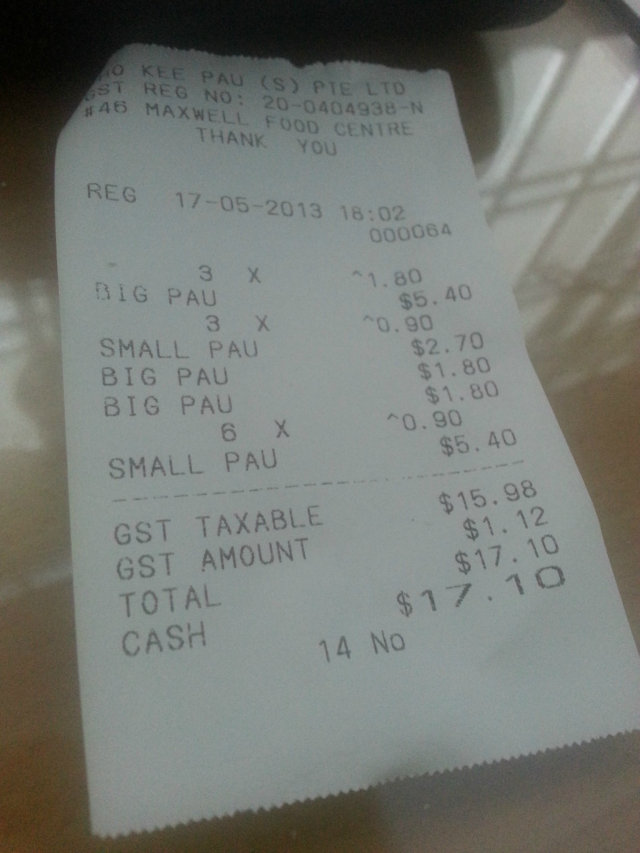 KEE PAU (S) PTE LTD
GST REG NO: 20-0404938-N
#46 MAXWELL FOOD CENTRE
THANK YOU
REG 17-05-2013 18:02
000064
3 X ^1.80
BIG PAU $5.40
3 X ^0.90
SMALL PAU $2.70
BIG PAU $1.80
BIG PAU $1.80
6 X ^0.90
SMALL PAU $5.40
GST TAXABLE $15.98
GST AMOUNT $1.12
TOTAL $17.10
CASH $17.10
14 No